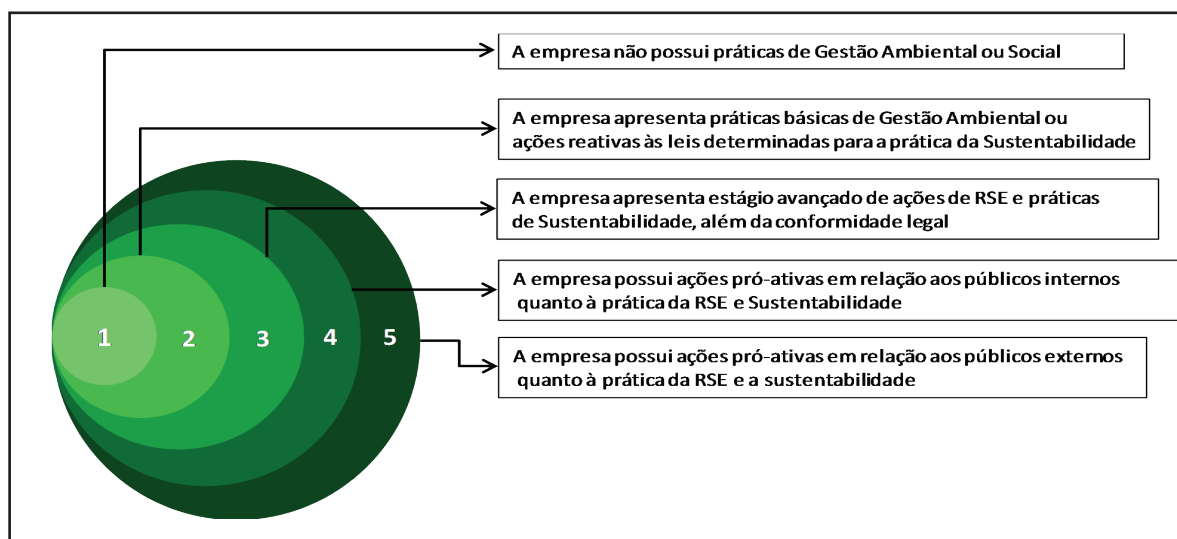 A empresa não possui práticas de Gestão Ambiental ou Social
A empresa apresenta práticas básicas de Gestão Ambiental ou
ações reativas às leis determinadas para a prática da Sustentabilidade
A empresa apresenta estágio avançado de ações de RSE e práticas
de Sustentabilidade, além da conformidade legal
A empresa possui ações pró-ativas em relação aos públicos internos
quanto à prática da RSE e Sustentabilidade
A empresa possui ações pró-ativas em relação aos públicos externos
quanto à prática da RSE e a sustentabilidade
1 2 3 4 5